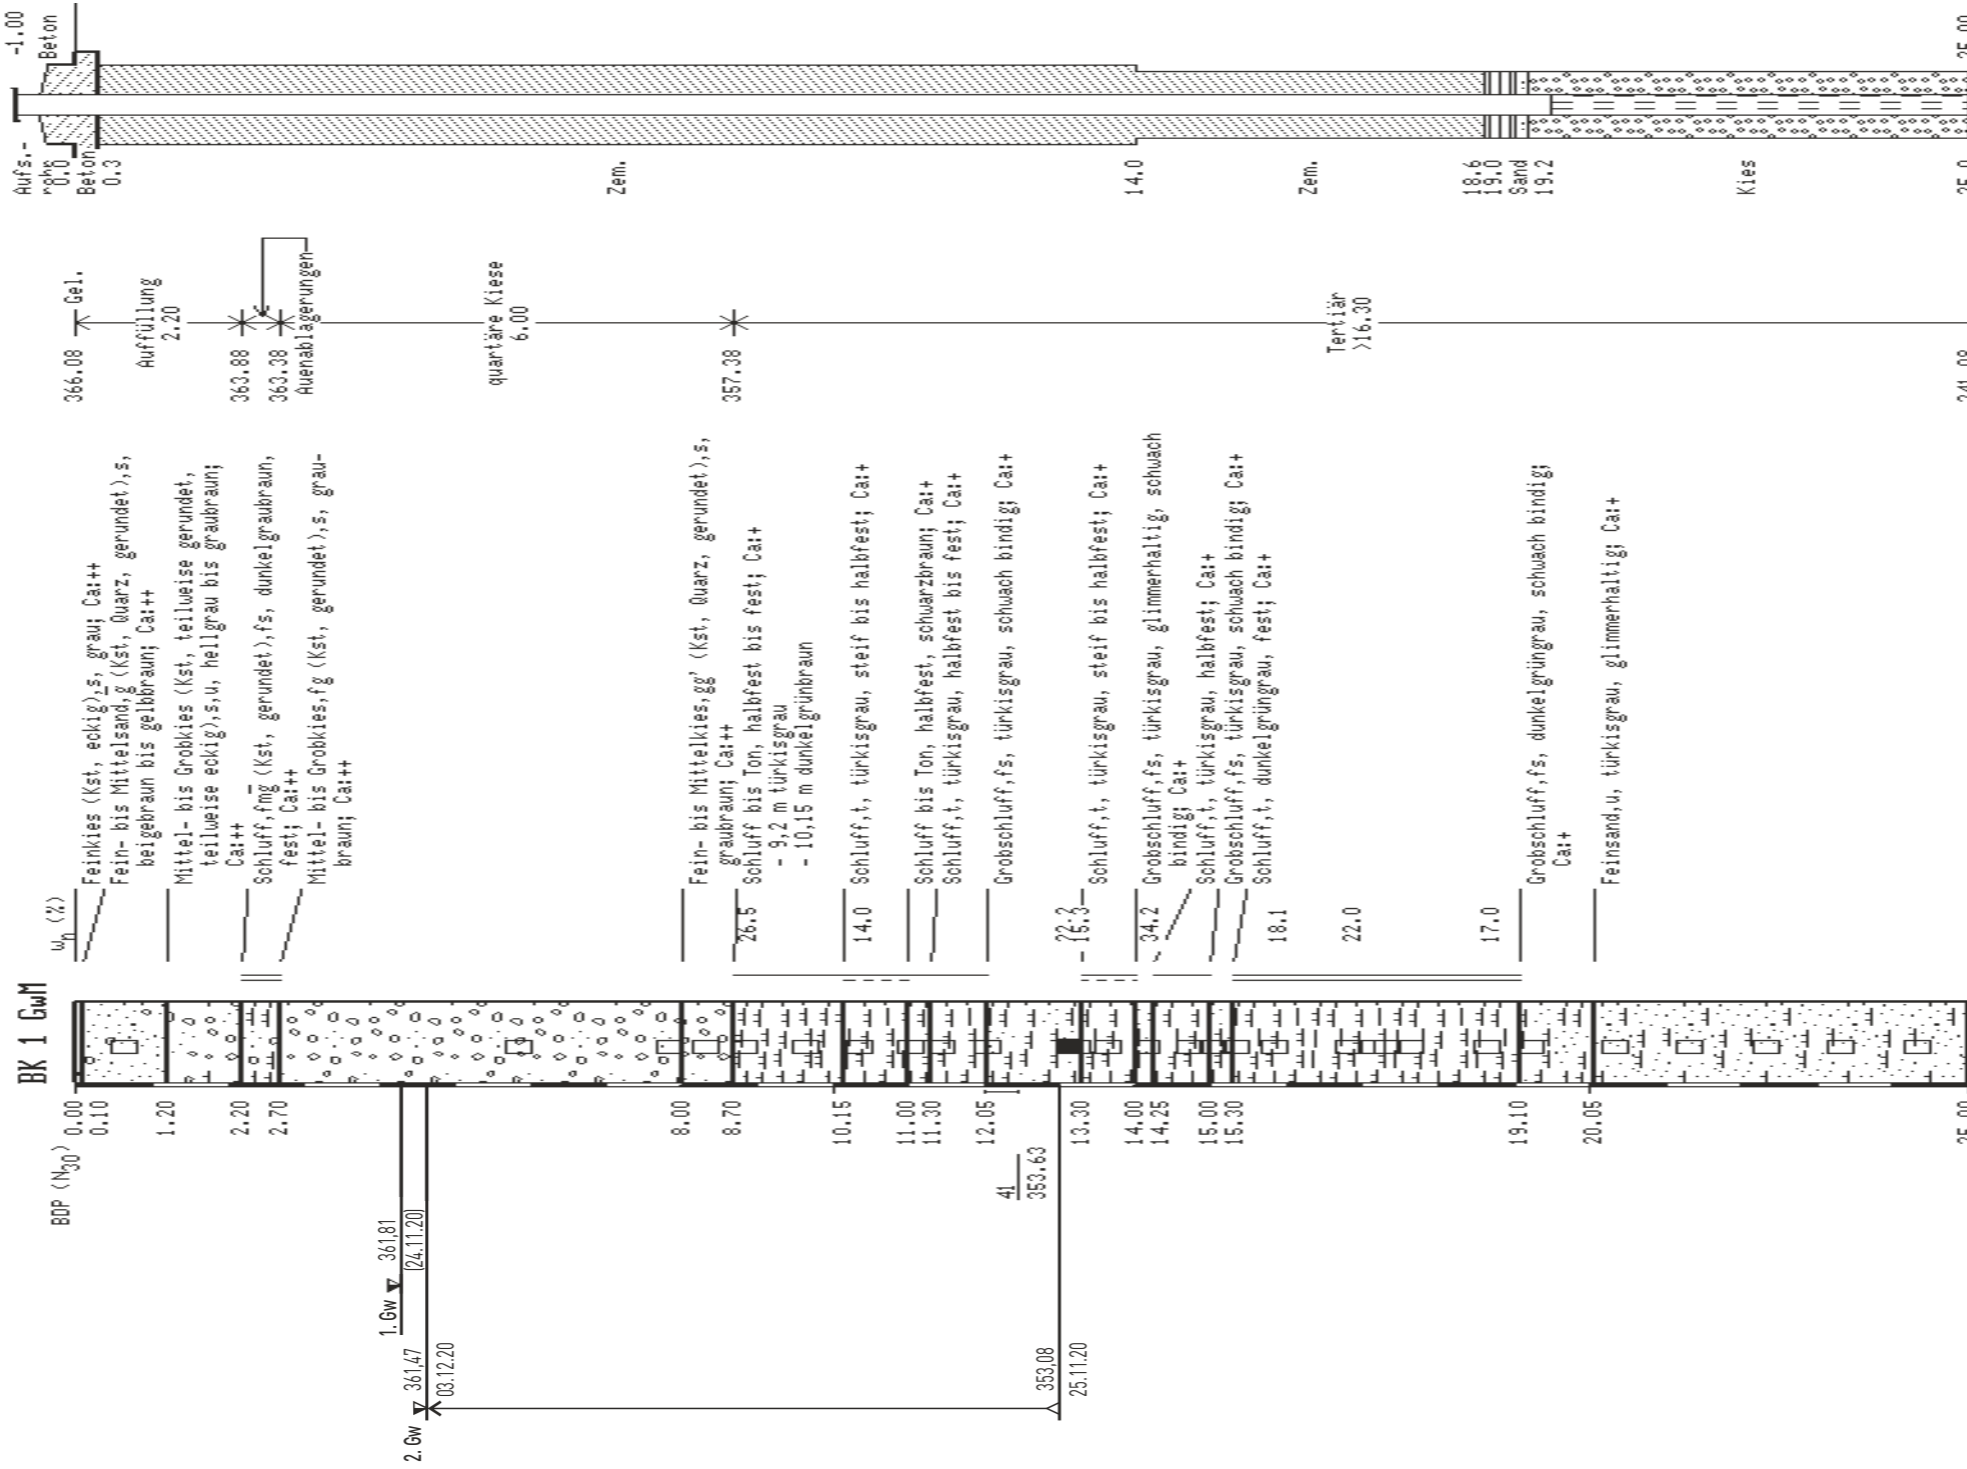 BK 1 GwM
BDP (N30)
wn (%)
0.00
0.10
1.20
2.20
2.70
8.00
8.70
10.15
11.00
11.30
12.05
13.30
14.00
14.25
15.00
15.30
19.10
20.05
1. Gw 361,81
(24.11.20)
2. Gw 361,47
03.12.20
353,08
25.11.20
41
353.63
26.5
14.0
22.2
15.3
34.2
18.1
22.0
17.0
Feinkies (Kst, eckig),s, grau; Ca:++
Fein- bis Mittelsand,g (Kst, Quarz, gerundet),s,
beigebraun bis gelbbraun; Ca:++
Mittel- bis Grobkies (Kst, teilweise gerundet,
teilweise eckig),s,u, hellgrau bis graubraun;
Ca:++
Schluff,fmg (Kst, gerundet),fs, dunkelgraubraun,
fest; Ca:++
Mittel- bis Grobkies,fg (Kst, gerundet),s, grau-
braun; Ca:++
Fein- bis Mittelkies,gg' (Kst, Quarz, gerundet),s,
graubraun; Ca:++
Schluff bis Ton, halbfest bis fest; Ca:+
- 9,2 m türkisgrau
- 10,15 m dunkelgrünbraun
Schluff,t, türkisgrau, steif bis halbfest; Ca:+
Schluff bis Ton, halbfest, schwarzbraun; Ca:+
Schluff,t, türkisgrau, halbfest bis fest; Ca:+
Grobschluff,fs, türkisgrau, schwach bindig; Ca:+
Schluff,t, türkisgrau, steif bis halbfest; Ca:+
Grobschluff,fs, türkisgrau, glimmerhaltig, schwach
bindig; Ca:+
Schluff,t, türkisgrau, halbfest; Ca:+
Grobschluff,fs, türkisgrau, schwach bindig; Ca:+
Schluff,t, dunkelgrüngrau, fest; Ca:+
Grobschluff,fs, dunkelgrüngrau, schwach bindig;
Ca:+
Feinsand,u, türkisgrau, glimmerhaltig; Ca:+
366.08 Gel.
Auffüllung
2.20
363.88
363.38
Auenablagerungen
quartäre Kiese
6.00
357.38
Tertiär
>16.30
Aufs.-
rohr
0.0
Beton
0.3
Zem.
14.0
Zem.
18.6
19.0
Sand
19.2
Kies
-1.00
Beton